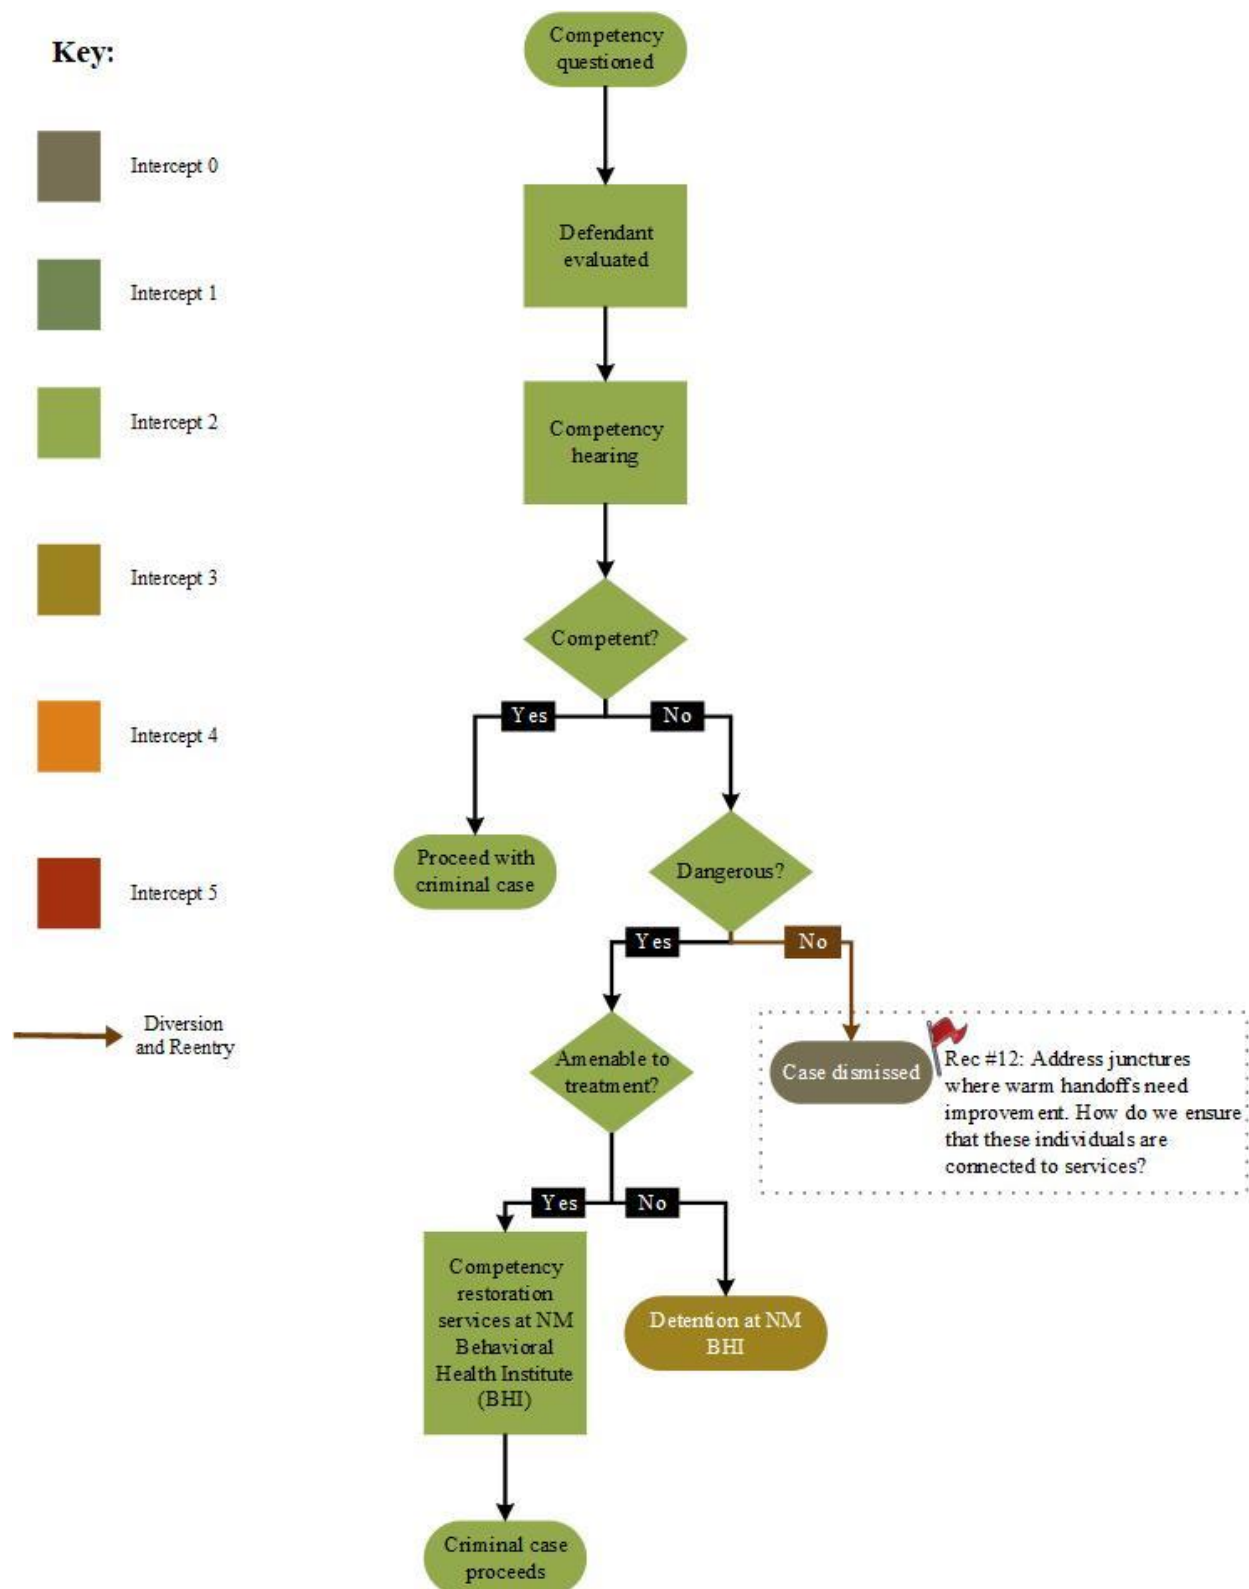 Key:
Intercept 0
Intercept 1
Intercept 2
Intercept 3
Intercept 4
Intercept 5
Diversion
and Reentry
Competency
questioned
Defendant
evaluated
Competency
hearing
Competent?
Yes
No
Proceed with
criminal case
Dangerous?
Yes
No
Amenable to
treatment?
Case dismissed
Rec #12: Address junctures
where warm handoffs need
improvement. How do we ensure
that these individuals are
connected to services?
Yes
No
Competency
restoration
services at NM
Behavioral
Health Institute
(BHI)
Detention at NM
BHI
Criminal case
proceeds